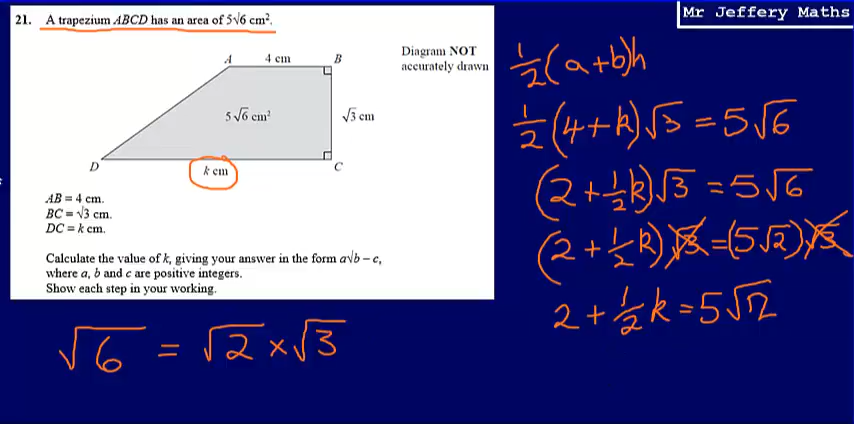 Mr Jeffery Maths
21. A trapezium ABCD has an area of 5√6 cm².
A 4 cm B
Diagram NOT
accurately drawn
5√6 cm²
√3 cm
D k cm C
AB = 4 cm.
BC = √3 cm.
DC = k cm.
Calculate the value of k, giving your answer in the form a√b – c,
where a, b and c are positive integers.
Show each step in your working.
½(a+b)h
½(4+k)√3 = 5√6
(2+½k)√3 = 5√6
(2+½k)√3 = (5√2)√3
2+½k = 5√2
√6 = √2 × √3